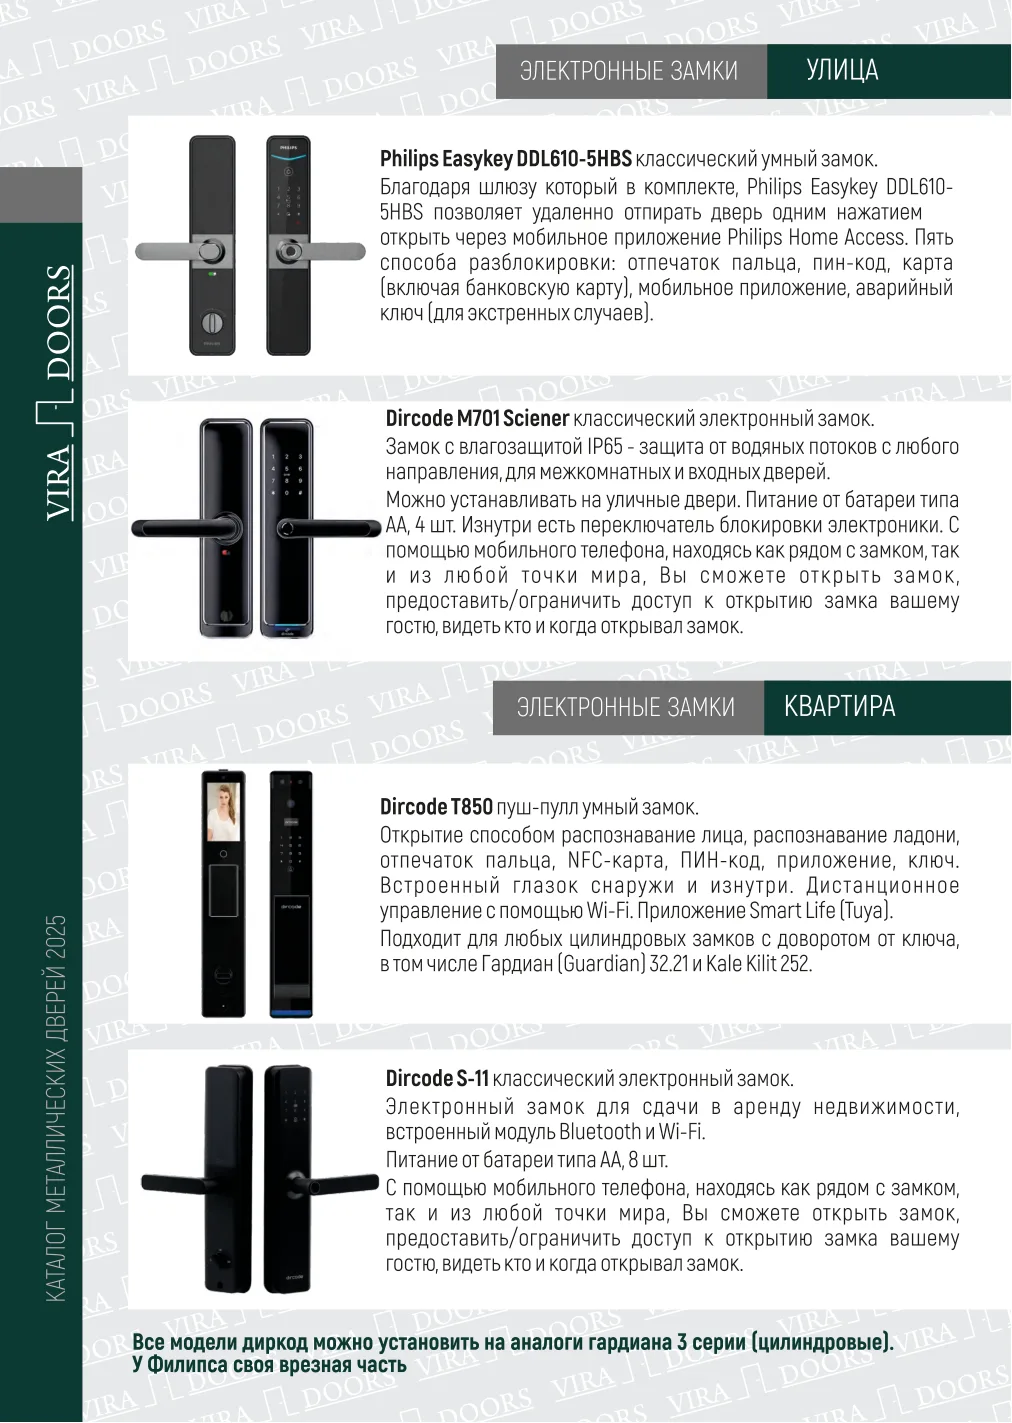 ЭЛЕКТРОННЫЕ ЗАМКИ УЛИЦА
Philips Easykey DDL610-5HBS классический умный замок.
Благодаря шлюзу который в комплекте, Philips Easykey DDL610-
5HBS позволяет удаленно отпирать дверь одним нажатием
открыть через мобильное приложение Philips Home Access. Пять
способа разблокировки: отпечаток пальца, пин-код, карта
(включая банковскую карту), мобильное приложение, аварийный
ключ (для экстренных случаев).
PHILIPS
VIRA DOORS
Dircode M701 Sciener классический электронный замок.
Замок с влагозащитой IP65 - защита от водяных потоков с любого
направления, для межкомнатных и входных дверей.
Можно устанавливать на уличные двери. Питание от батареи типа
АА, 4 шт. Изнутри есть переключатель блокировки электроники. С
помощью мобильного телефона, находясь как рядом с замком, так
и из любой точки мира, Вы сможете открыть замок,
предоставить/ограничить доступ к открытию замка вашему
гостю, видеть кто и когда открывал замок.
dircode
ЭЛЕКТРОННЫЕ ЗАМКИ КВАРТИРА
Dircode T850 пуш-пулл умный замок.
Открытие способом распознавание лица, распознавание ладони,
отпечаток пальца, NFC-карта, ПИН-код, приложение, ключ.
Встроенный глазок снаружи и изнутри. Дистанционное
управление с помощью Wi-Fi. Приложение Smart Life (Tuya).
Подходит для любых цилиндровых замков с доворотом от ключа,
в том числе Гардиан (Guardian) 32.21 и Kale Kilit 252.
dircode
КАТАЛОГ МЕТАЛЛИЧЕСКИХ ДВЕРЕЙ 2025
Dircode S-11 классический электронный замок.
Электронный замок для сдачи в аренду недвижимости,
встроенный модуль Bluetooth и Wi-Fi.
Питание от батареи типа АА, 8 шт.
С помощью мобильного телефона, находясь как рядом с замком,
так и из любой точки мира, Вы сможете открыть замок,
предоставить/ограничить доступ к открытию замка вашему
гостю, видеть кто и когда открывал замок.
dircode
Все модели диркод можно установить на аналоги гардиана 3 серии (цилиндровые).
У Филипса своя врезная часть